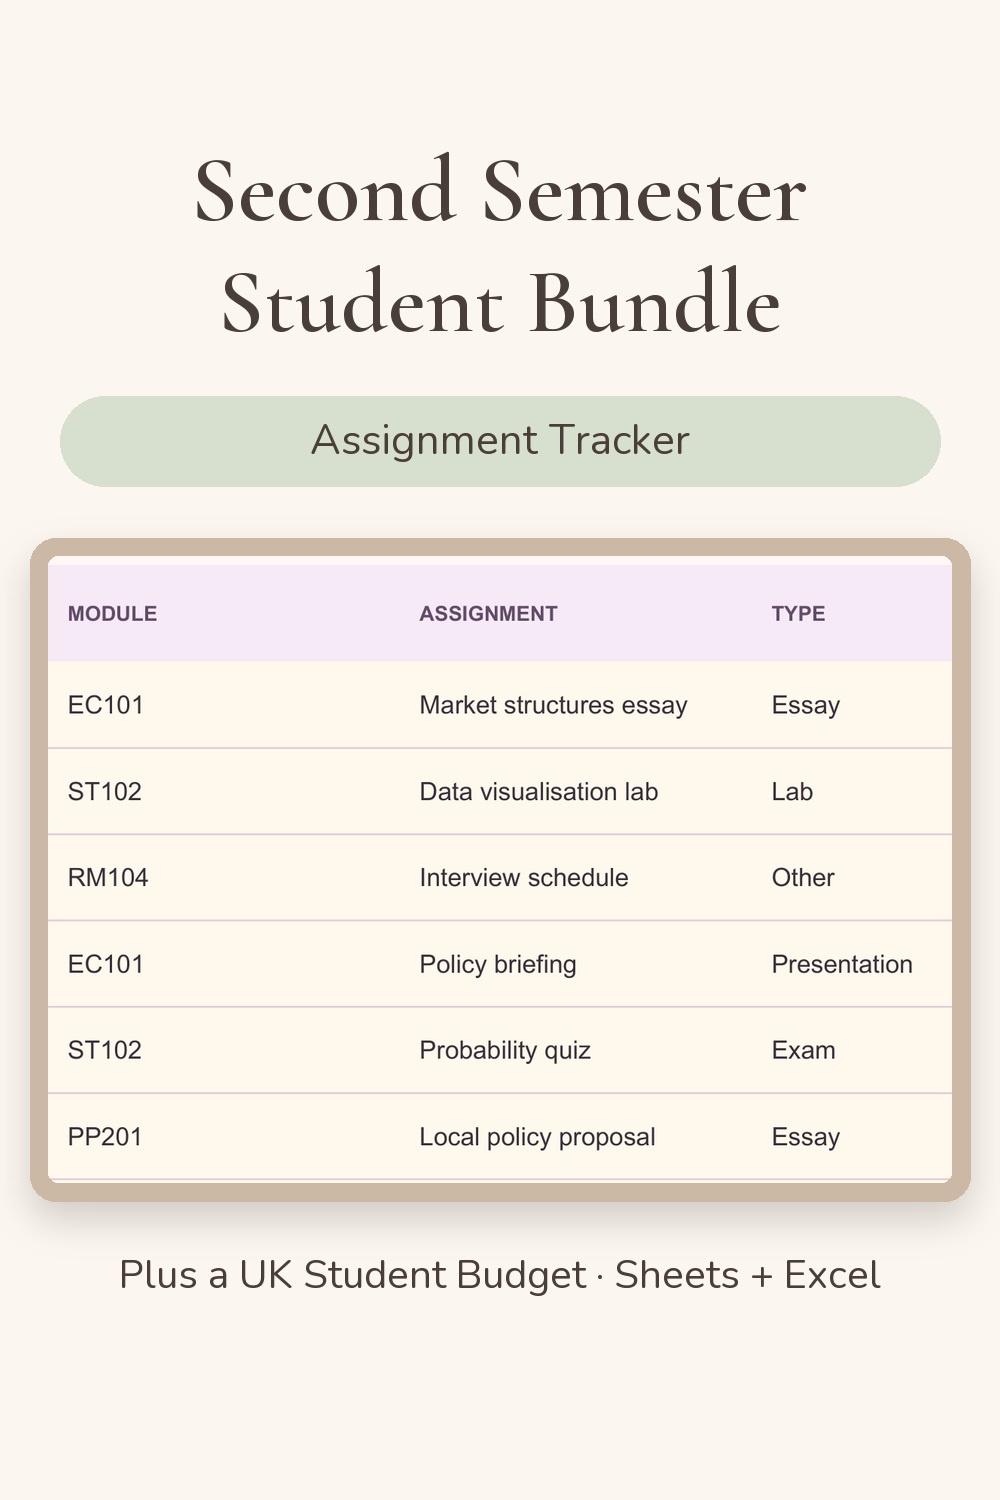 Second Semester
Student Bundle
Assignment Tracker
MODULE ASSIGNMENT TYPE
EC101 Market structures essay Essay
ST102 Data visualisation lab Lab
RM104 Interview schedule Other
EC101 Policy briefing Presentation
ST102 Probability quiz Exam
PP201 Local policy proposal Essay
Plus a UK Student Budget · Sheets + Excel